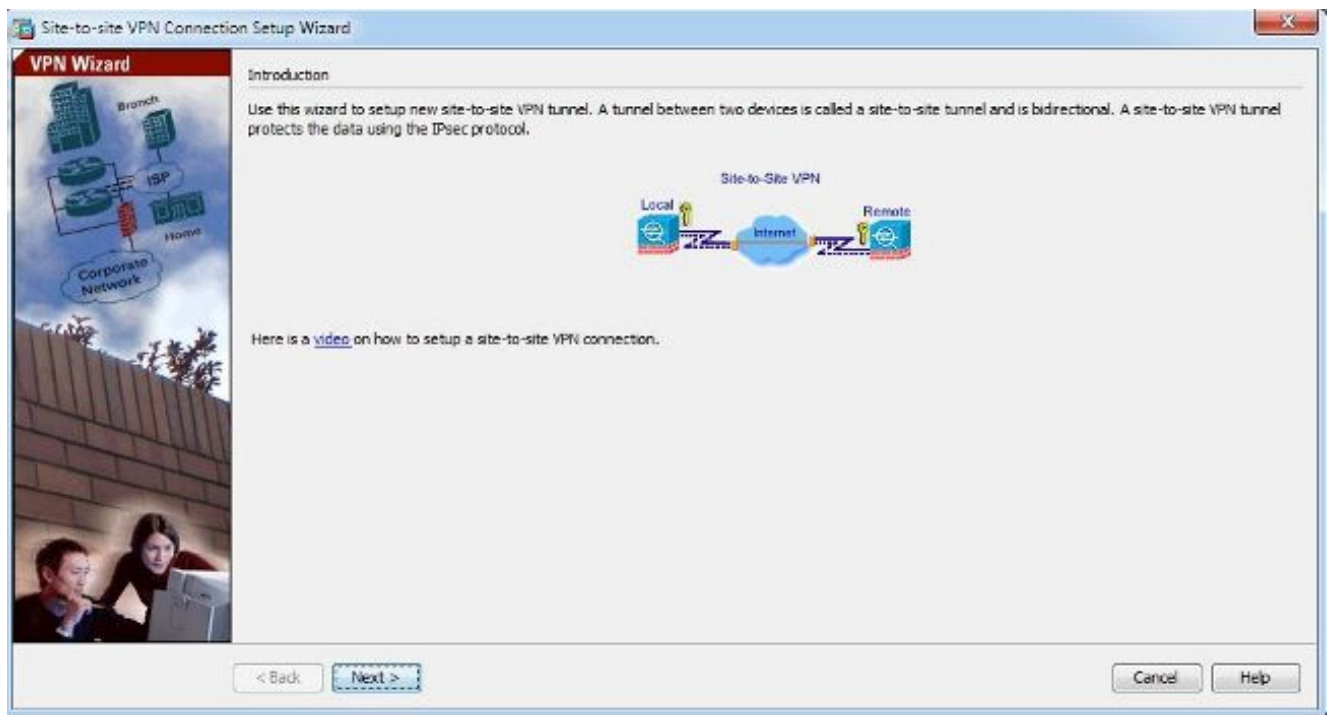 Site-to-site VPN Connection Setup Wizard
VPN Wizard
Branch
ISP
Home
Corporate
Network
Introduction
Use this wizard to setup new site-to-site VPN tunnel. A tunnel between two devices is called a site-to-site tunnel and is bidirectional. A site-to-site VPN tunnel
protects the data using the IPsec protocol.
Site-to-Site VPN
Local
Internet
Remote
Here is a video on how to setup a site-to-site VPN connection.
< Back
Next >
Cancel
Help